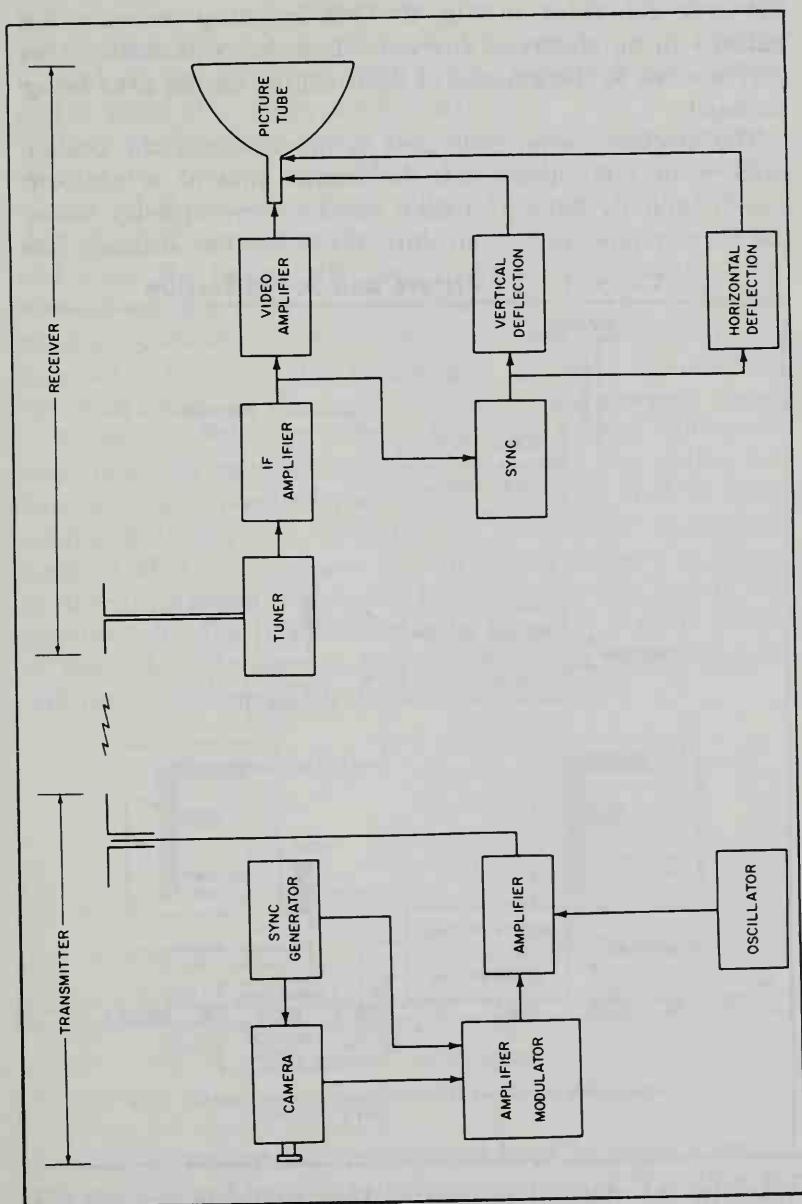 TRANSMITTER
RECEIVER
CAMERA
SYNC
GENERATOR
TUNER
IF
AMPLIFIER
VIDEO
AMPLIFIER
PICTURE
TUBE
AMPLIFIER
MODULATOR
AMPLIFIER
SYNC
VERTICAL
DEFLECTION
OSCILLATOR
HORIZONTAL
DEFLECTION